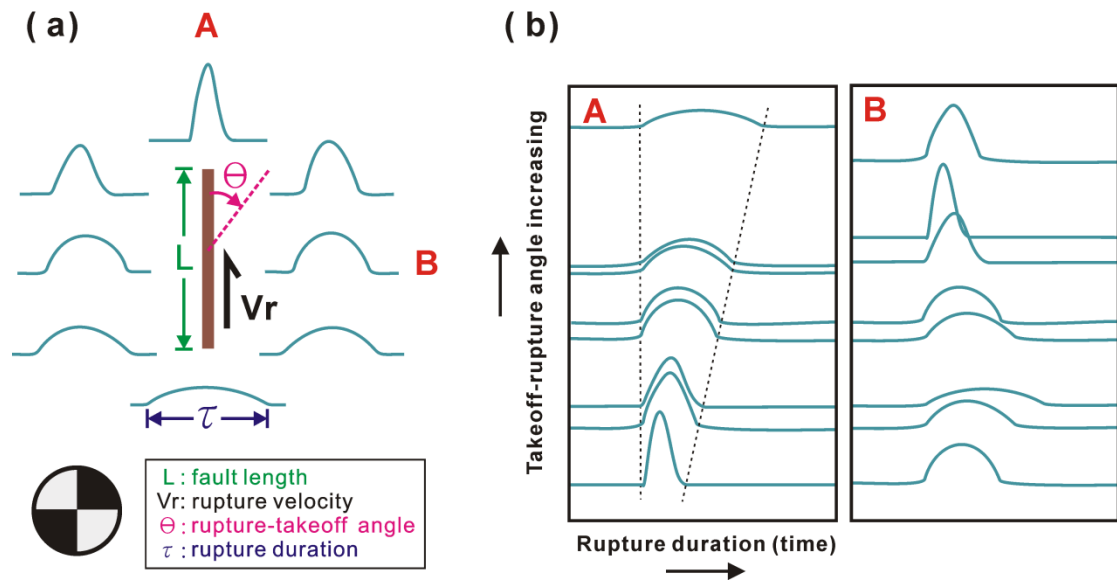 ( a )
A
Θ
L
B
Vr
τ
L : fault length
Vr: rupture velocity
Θ : rupture-takeoff angle
τ : rupture duration
( b )
A
B
Takeoff-rupture angle increasing
Rupture duration (time)